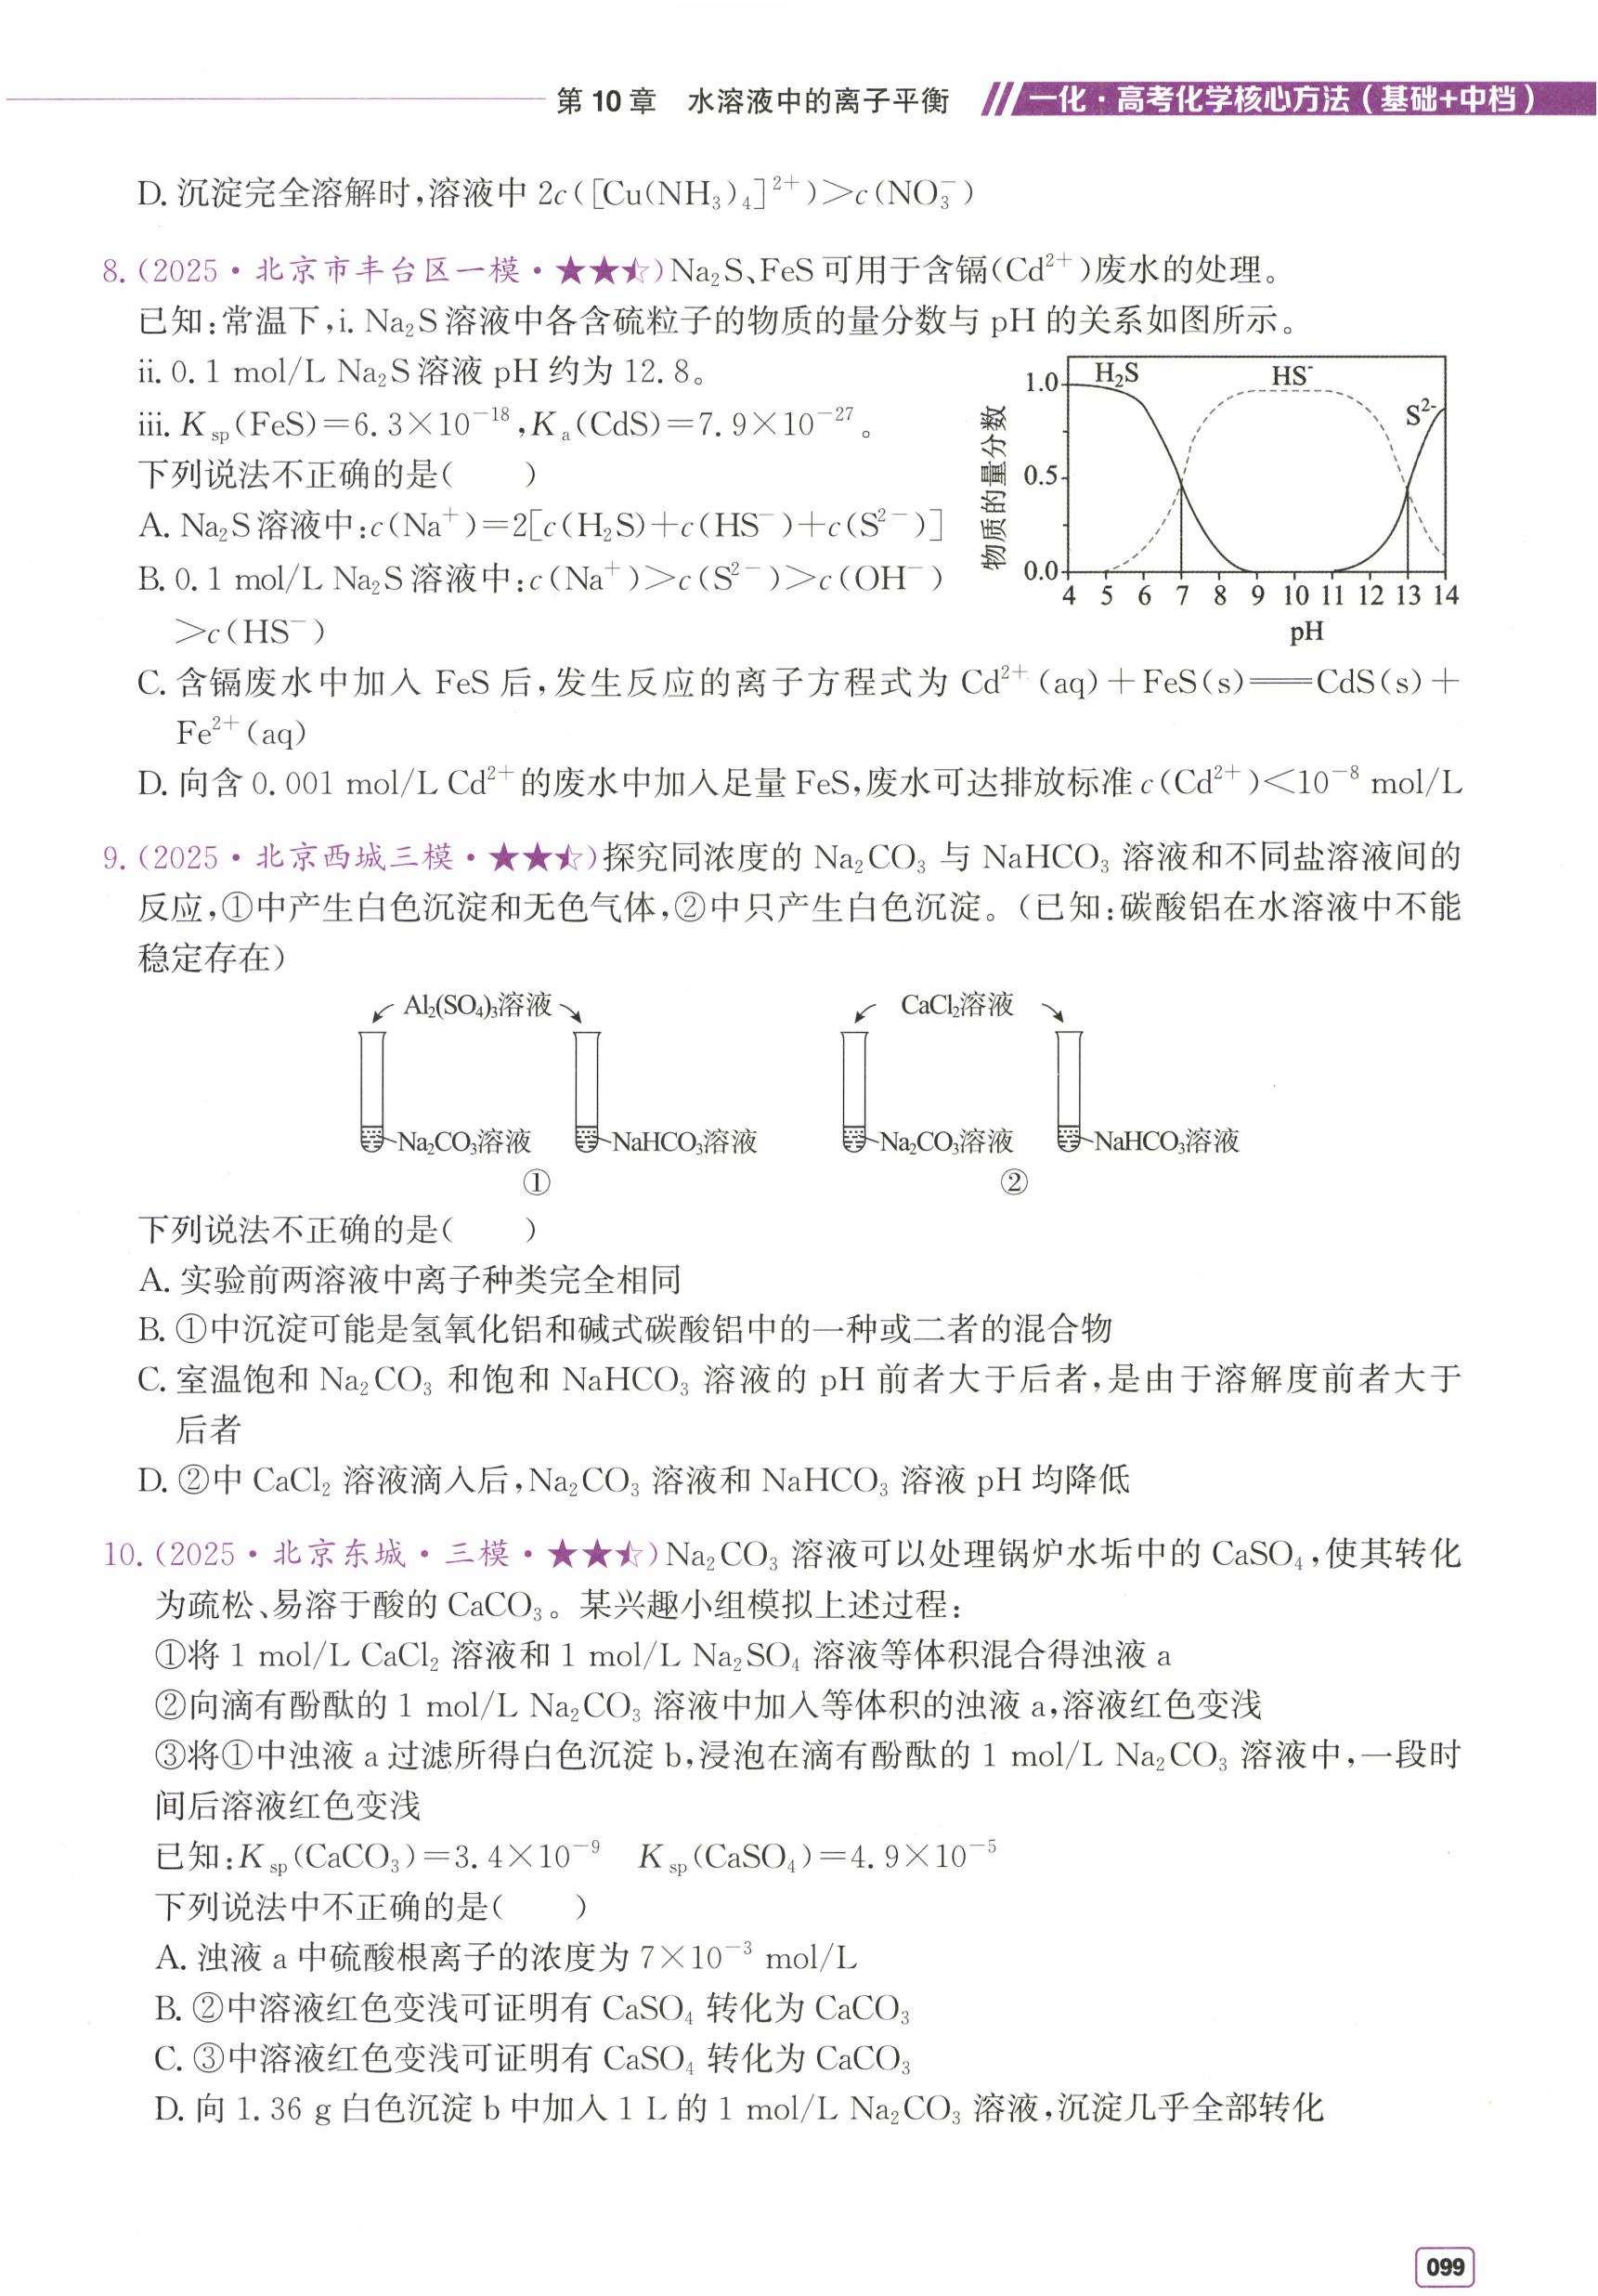 第 10 章　水溶液中的离子平衡　一化·高考化学核心方法（基础+中档）
D. 沉淀完全溶解时,溶液中 2c([Cu(NH₃)₄]²⁺)>c(NO₃⁻)
8.(2025·北京市丰台区一模·★★⯪)Na₂S、FeS 可用于含镉(Cd²⁺)废水的处理。
已知:常温下,i. Na₂S 溶液中各含硫粒子的物质的量分数与 pH 的关系如图所示。
ii. 0.1 mol/L Na₂S 溶液 pH 约为 12.8。
iii. Kₛₚ(FeS)=6.3×10⁻¹⁸,Kₐ(CdS)=7.9×10⁻²⁷。
下列说法不正确的是(　　)
A. Na₂S 溶液中:c(Na⁺)=2[c(H₂S)+c(HS⁻)+c(S²⁻)]
B. 0.1 mol/L Na₂S 溶液中:c(Na⁺)>c(S²⁻)>c(OH⁻)
>c(HS⁻)
物质的量分数
1.0
0.5
0.0
H₂S
HS⁻
S²⁻
4 5 6 7 8 9 10 11 12 13 14
pH
C. 含镉废水中加入 FeS 后,发生反应的离子方程式为 Cd²⁺(aq)+FeS(s)══CdS(s)+
Fe²⁺(aq)
D. 向含 0.001 mol/L Cd²⁺的废水中加入足量 FeS,废水可达排放标准 c(Cd²⁺)<10⁻⁸ mol/L
9.(2025·北京西城三模·★★⯪)探究同浓度的 Na₂CO₃ 与 NaHCO₃ 溶液和不同盐溶液间的
反应,①中产生白色沉淀和无色气体,②中只产生白色沉淀。(已知:碳酸铝在水溶液中不能
稳定存在)
Al₂(SO₄)₃溶液
CaCl₂溶液
Na₂CO₃溶液
NaHCO₃溶液
Na₂CO₃溶液
NaHCO₃溶液
①
②
下列说法不正确的是(　　)
A. 实验前两溶液中离子种类完全相同
B. ①中沉淀可能是氢氧化铝和碱式碳酸铝中的一种或二者的混合物
C. 室温饱和 Na₂CO₃ 和饱和 NaHCO₃ 溶液的 pH 前者大于后者,是由于溶解度前者大于
后者
D. ②中 CaCl₂ 溶液滴入后,Na₂CO₃ 溶液和 NaHCO₃ 溶液 pH 均降低
10.(2025·北京东城·三模·★★⯪)Na₂CO₃ 溶液可以处理锅炉水垢中的 CaSO₄,使其转化
为疏松、易溶于酸的 CaCO₃。某兴趣小组模拟上述过程:
①将 1 mol/L CaCl₂ 溶液和 1 mol/L Na₂SO₄ 溶液等体积混合得浊液 a
②向滴有酚酞的 1 mol/L Na₂CO₃ 溶液中加入等体积的浊液 a,溶液红色变浅
③将①中浊液 a 过滤所得白色沉淀 b,浸泡在滴有酚酞的 1 mol/L Na₂CO₃ 溶液中,一段时
间后溶液红色变浅
已知:Kₛₚ(CaCO₃)=3.4×10⁻⁹　Kₛₚ(CaSO₄)=4.9×10⁻⁵
下列说法中不正确的是(　　)
A. 浊液 a 中硫酸根离子的浓度为 7×10⁻³ mol/L
B. ②中溶液红色变浅可证明有 CaSO₄ 转化为 CaCO₃
C. ③中溶液红色变浅可证明有 CaSO₄ 转化为 CaCO₃
D. 向 1.36 g 白色沉淀 b 中加入 1 L 的 1 mol/L Na₂CO₃ 溶液,沉淀几乎全部转化
099